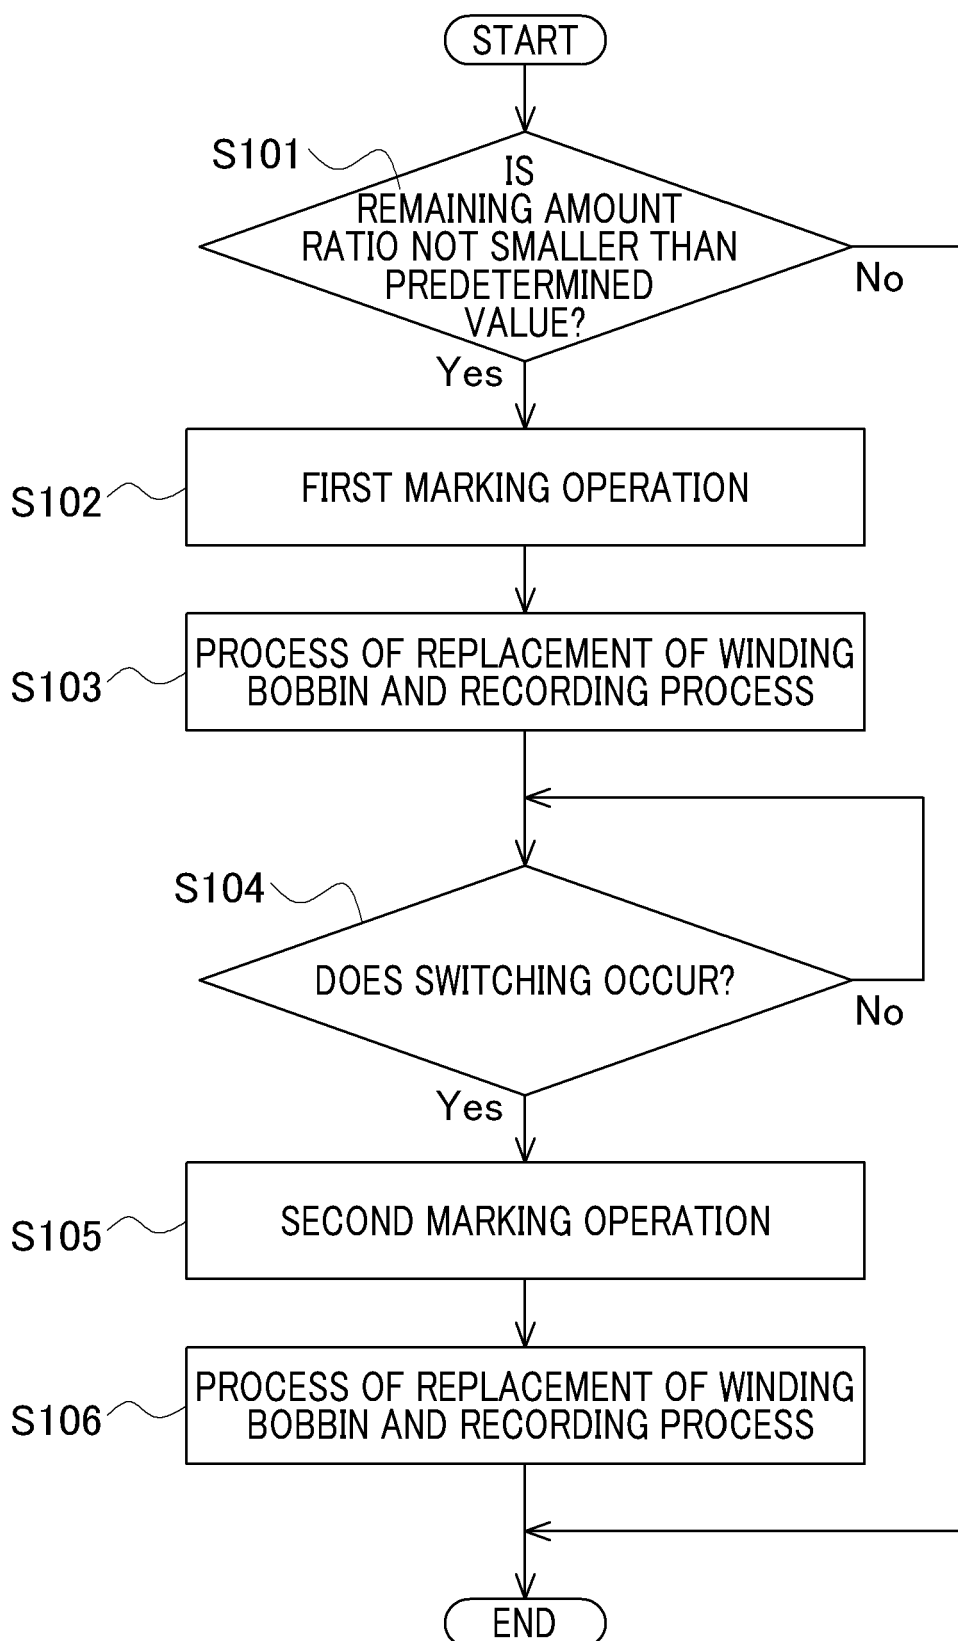 START
S101
IS
REMAINING AMOUNT
RATIO NOT SMALLER THAN
PREDETERMINED
VALUE?
No
Yes
S102
FIRST MARKING OPERATION
S103
PROCESS OF REPLACEMENT OF WINDING
BOBBIN AND RECORDING PROCESS
S104
DOES SWITCHING OCCUR?
No
Yes
S105
SECOND MARKING OPERATION
S106
PROCESS OF REPLACEMENT OF WINDING
BOBBIN AND RECORDING PROCESS
END